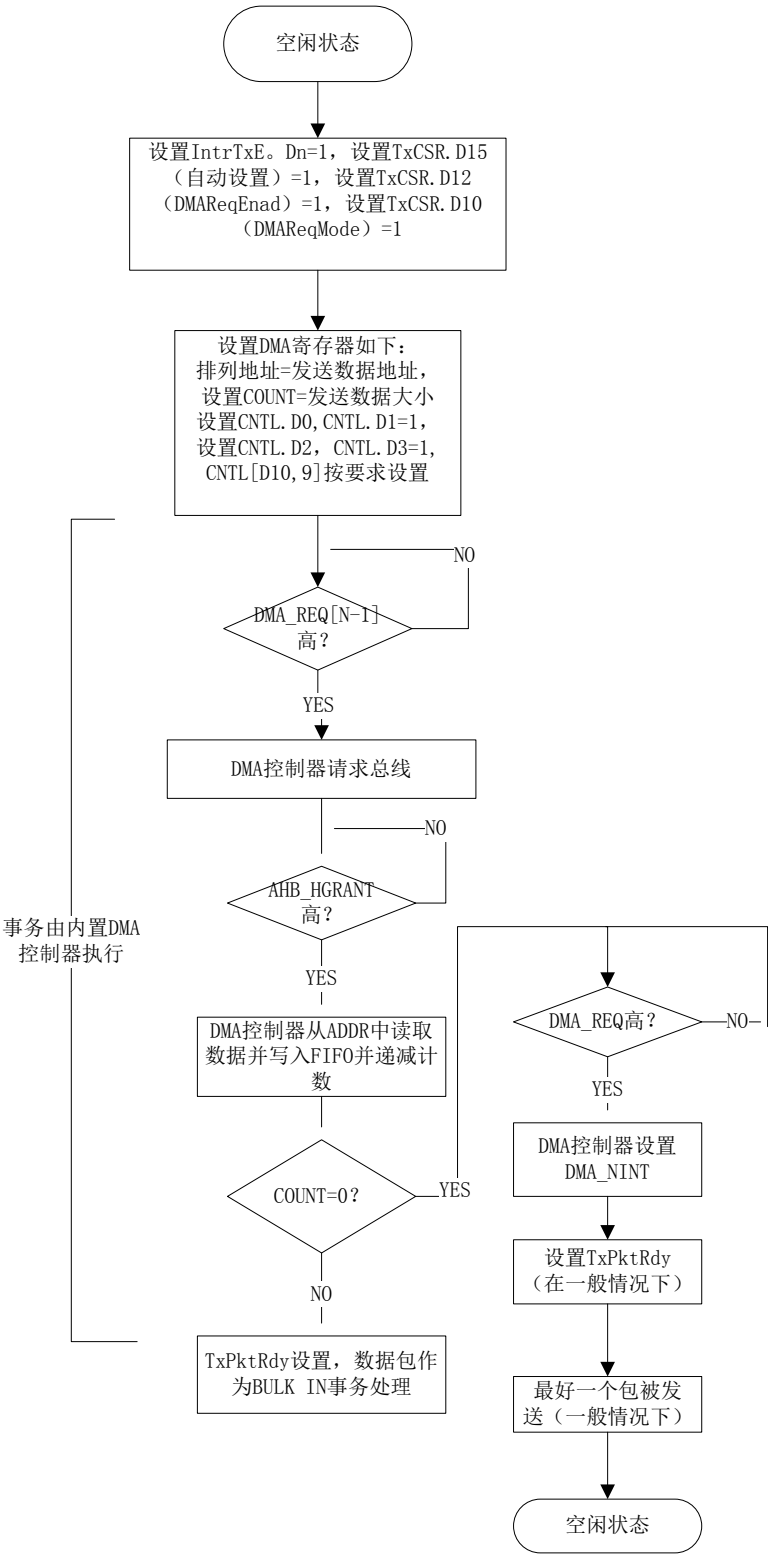 空闲状态
设置IntrTxE。Dn=1，设置TxCSR.D15
（自动设置）=1，设置TxCSR.D12
（DMAReqEnad）=1，设置TxCSR.D10
（DMAReqMode）=1
设置DMA寄存器如下：
排列地址=发送数据地址，
设置COUNT=发送数据大小
设置CNTL.D0,CNTL.D1=1，
设置CNTL.D2，CNTL.D3=1,
CNTL[D10,9]按要求设置
NO
DMA_REQ[N-1]
高？
YES
DMA控制器请求总线
NO
AHB_HGRANT
高？
YES
事务由内置DMA
控制器执行
DMA控制器从ADDR中读取
数据并写入FIFO并递减计
数
COUNT=0？
YES
NO
TxPktRdy设置，数据包作
为BULK IN事务处理
DMA_REQ高？
NO
YES
DMA控制器设置
DMA_NINT
设置TxPktRdy
（在一般情况下）
最好一个包被发
送（一般情况下）
空闲状态